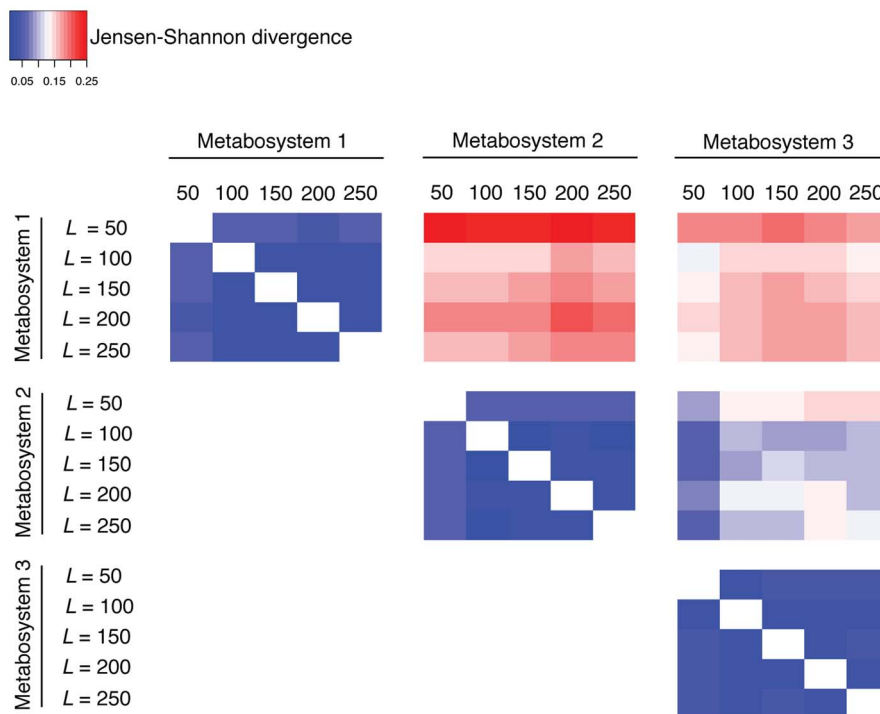 Jensen-Shannon divergence
0.05 0.15 0.25
Metabosystem 1 Metabosystem 2 Metabosystem 3
50 100 150 200 250 50 100 150 200 250 50 100 150 200 250
Metabosystem 1
L = 50
L = 100
L = 150
L = 200
L = 250
Metabosystem 2
L = 50
L = 100
L = 150
L = 200
L = 250
Metabosystem 3
L = 50
L = 100
L = 150
L = 200
L = 250